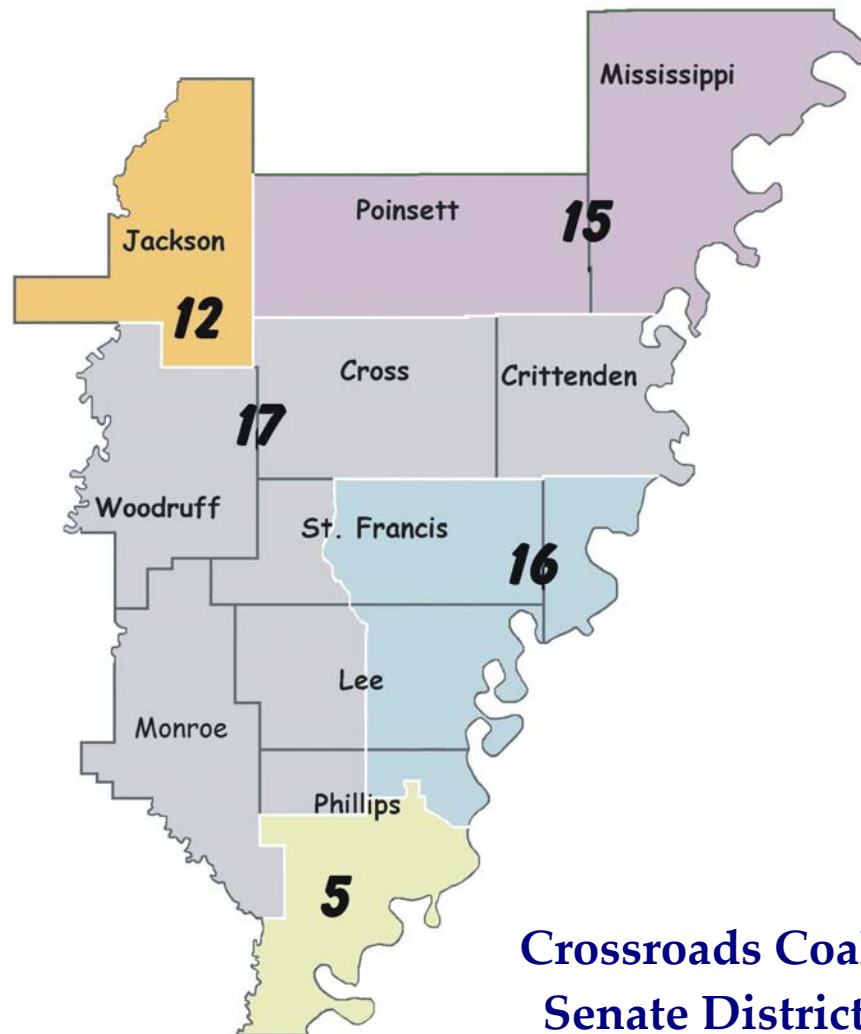 Mississippi
Poinsett
15
Jackson
12
Cross
Crittenden
17
Woodruff
St. Francis
16
Lee
Monroe
Phillips
5
Crossroads Coa
Senate District